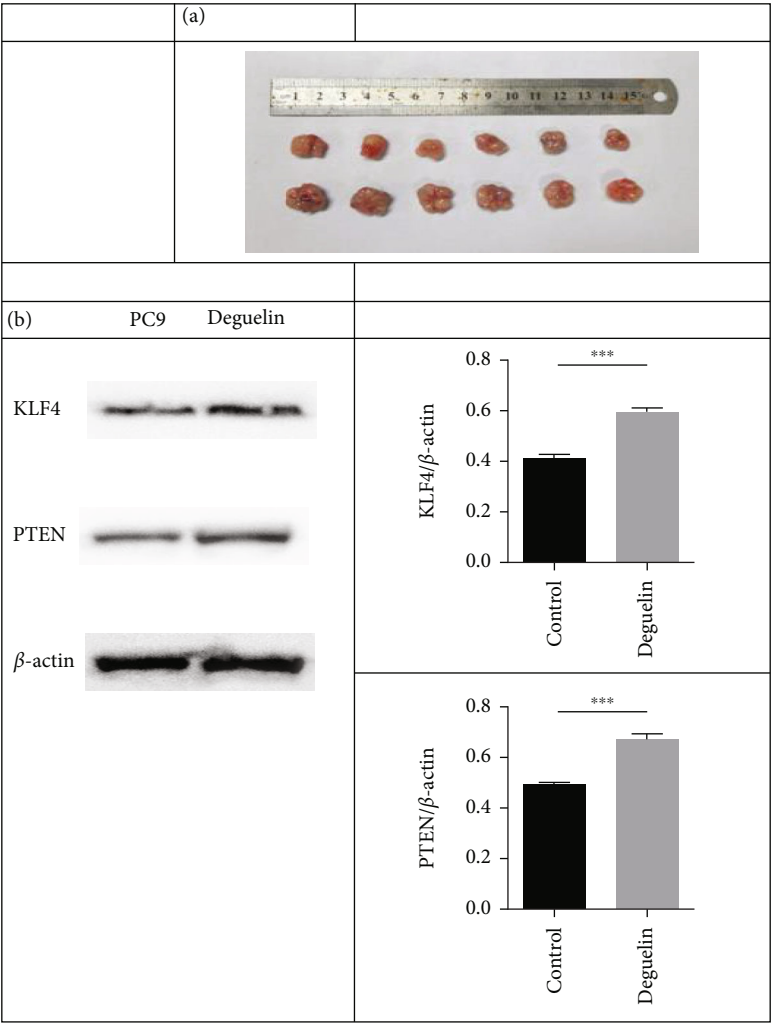 (a)
cm 1 2 3 4 5 6 7 8 9 10 11 12 13 14 15
(b)
PC9 Deguelin
KLF4
PTEN
β-actin
***
0.8
0.6
0.4
0.2
0.0
KLF4/β-actin
Control
Deguelin
***
0.8
0.6
0.4
0.2
0.0
PTEN/β-actin
Control
Deguelin